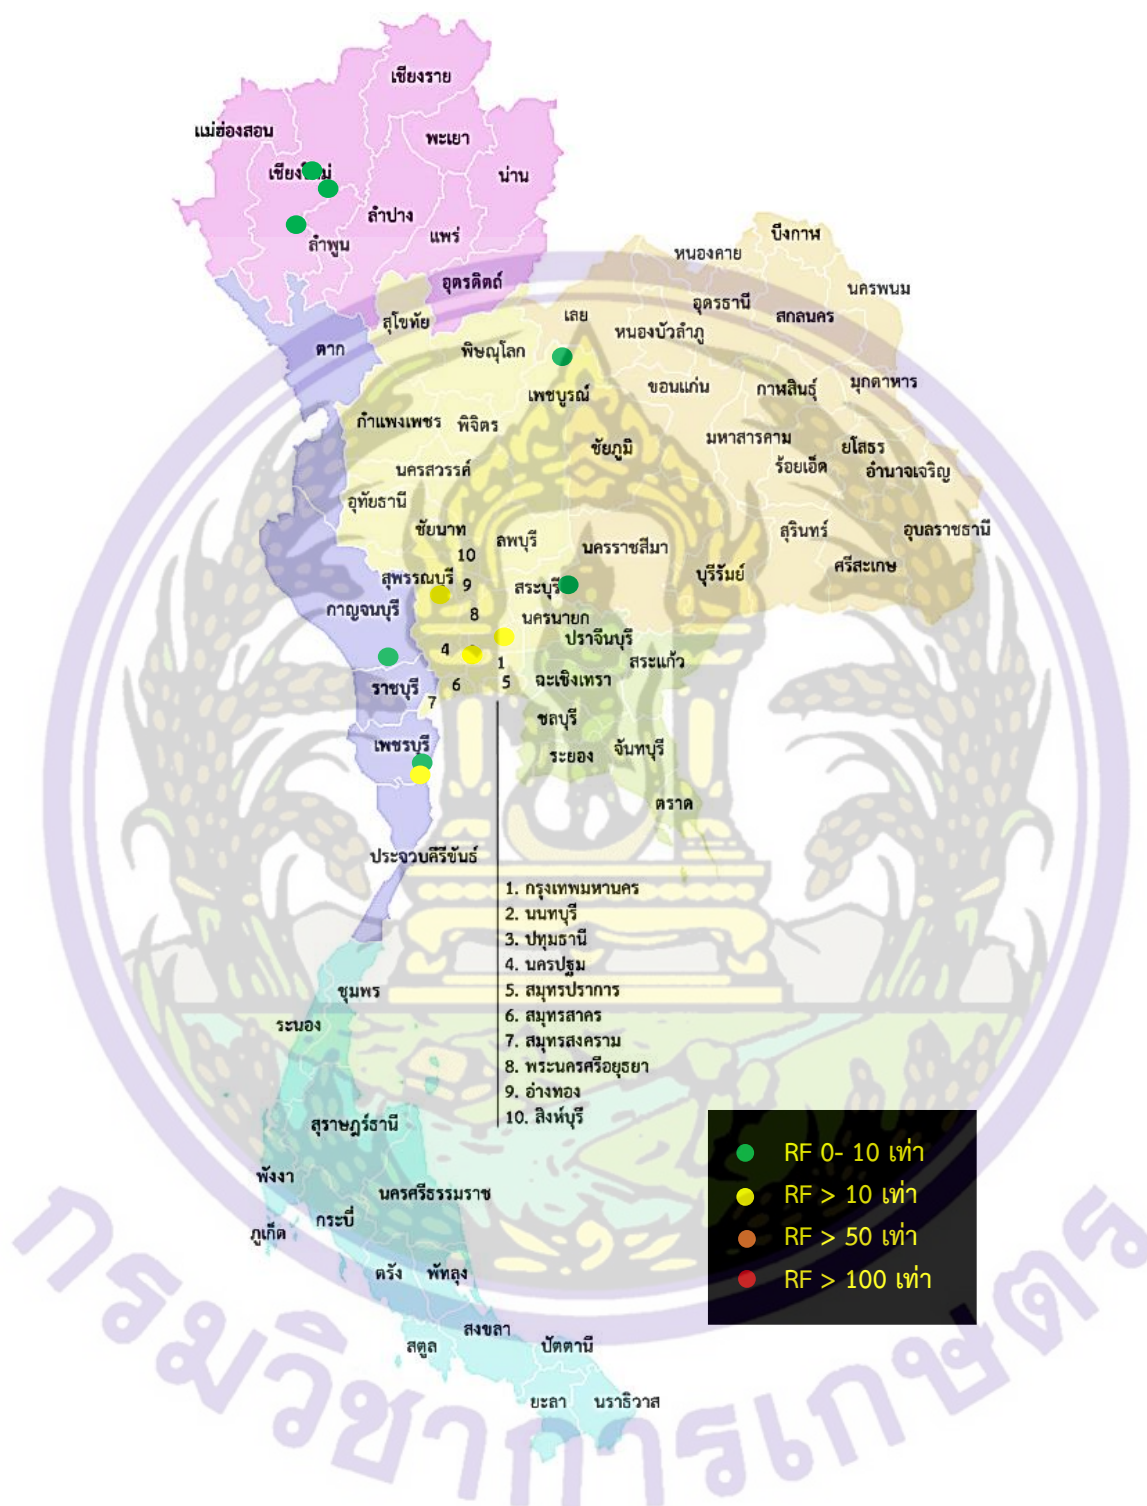 เชียงราย
แม่ฮ่องสอน
พะเยา
เชียงใหม่
น่าน
ลำปาง
ลำพูน
แพร่
อุตรดิตถ์
บึงกาฬ
หนองคาย
นครพนม
อุดรธานี
สกลนคร
เลย
สุโขทัย
หนองบัวลำภู
ตาก
พิษณุโลก
ขอนแก่น
กาฬสินธุ์
มุกดาหาร
เพชบูรณ์
กำแพงเพชร
พิจิตร
มหาสารคาม
ชัยภูมิ
ยโสธร
ร้อยเอ็ด
อำนาจเจริญ
นครสวรรค์
อุทัยธานี
ชัยนาท
ลพบุรี
นครราชสีมา
สุรินทร์
อุบลราชธานี
10
ศรีสะเกษ
บุรีรัมย์
สุพรรณบุรี
9
สระบุรี
กาญจนบุรี
8
นครนายก
ปราจีนบุรี
4
1
สระแก้ว
ราชบุรี
6
5
ฉะเชิงเทรา
7
ชลบุรี
เพชรบุรี
ระยอง
จันทบุรี
ตราด
ประจวบคีรีขันธ์
1. กรุงเทพมหานคร
2. นนทบุรี
3. ปทุมธานี
4. นครปฐม
5. สมุทรปราการ
6. สมุทรสาคร
7. สมุทรสงคราม
8. พระนครศรีอยุธยา
9. อ่างทอง
10. สิงห์บุรี
ชุมพร
ระนอง
สุราษฎร์ธานี
พังงา
นครศรีธรรมราช
กระบี่
ภูเก็ต
ตรัง
พัทลุง
สงขลา
สตูล
ปัตตานี
ยะลา
นราธิวาส
RF 0- 10 เท่า
RF > 10 เท่า
RF > 50 เท่า
RF > 100 เท่า
กรมวิชาการเกษตร